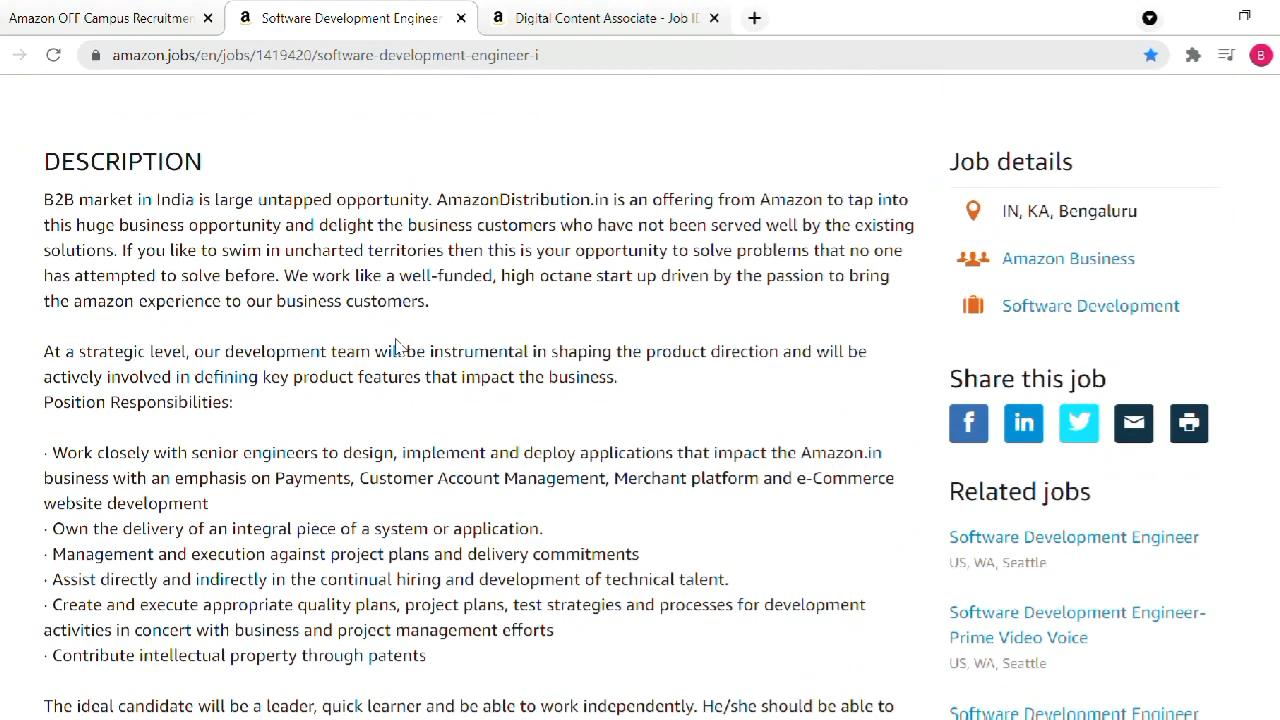 Amazon OFF Campus Recruitmen
Software Development Engineer
Digital Content Associate - Job ID
amazon.jobs/en/jobs/1419420/software-development-engineer-i
B
DESCRIPTION
B2B market in India is large untapped opportunity. AmazonDistribution.in is an offering from Amazon to tap into
this huge business opportunity and delight the business customers who have not been served well by the existing
solutions. If you like to swim in uncharted territories then this is your opportunity to solve problems that no one
has attempted to solve before. We work like a well-funded, high octane start up driven by the passion to bring
the amazon experience to our business customers.
At a strategic level, our development team will be instrumental in shaping the product direction and will be
actively involved in defining key product features that impact the business.
Position Responsibilities:
· Work closely with senior engineers to design, implement and deploy applications that impact the Amazon.in
business with an emphasis on Payments, Customer Account Management, Merchant platform and e-Commerce
website development
· Own the delivery of an integral piece of a system or application.
· Management and execution against project plans and delivery commitments
· Assist directly and indirectly in the continual hiring and development of technical talent.
· Create and execute appropriate quality plans, project plans, test strategies and processes for development
activities in concert with business and project management efforts
· Contribute intellectual property through patents
The ideal candidate will be a leader, quick learner and be able to work independently. He/she should be able to
Job details
IN, KA, Bengaluru
Amazon Business
Software Development
Share this job
Related jobs
Software Development Engineer
US, WA, Seattle
Software Development Engineer-
Prime Video Voice
US, WA, Seattle
Software Development Engineer